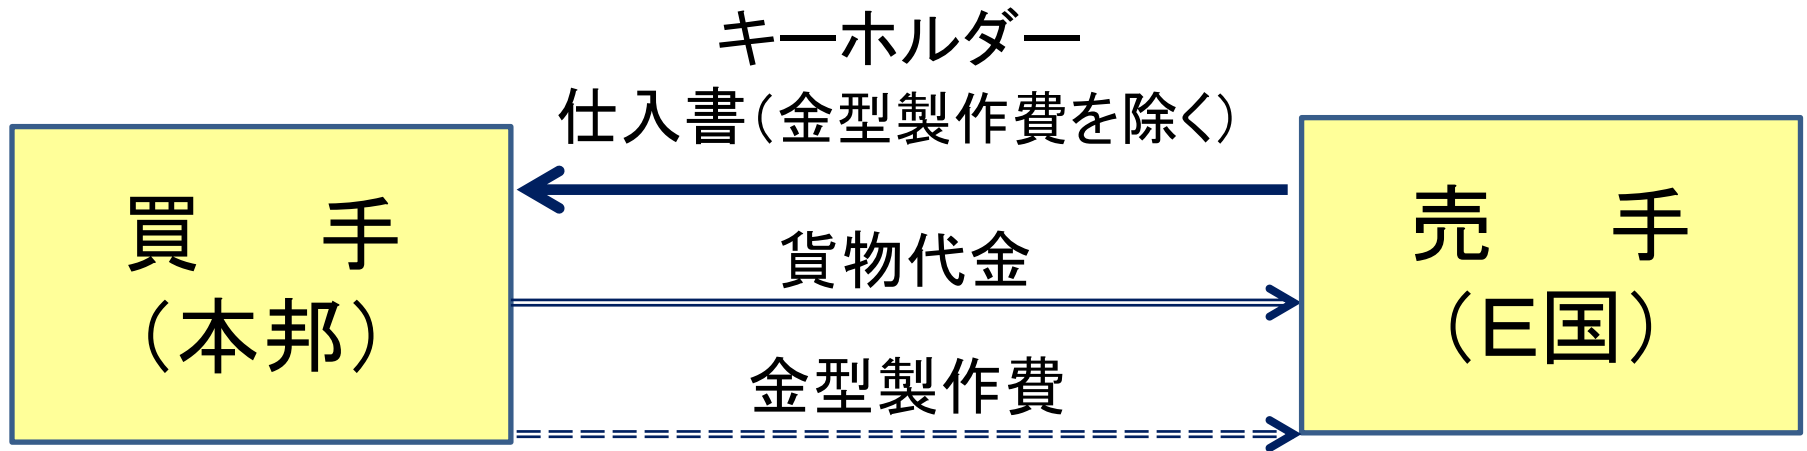 キーホルダー
仕入書(金型製作費を除く)
買　手
(本邦)
売　手
(E国)
貨物代金
金型製作費